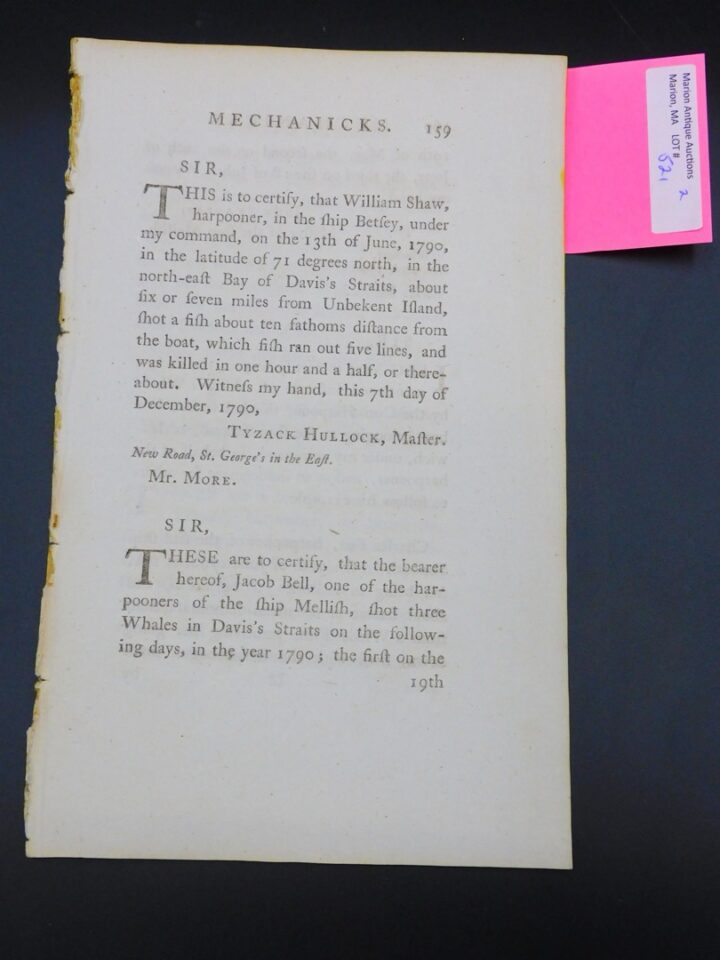 MECHANICKS. 159
SIR,
THIS is to certify, that William Shaw,
harpooner, in the ſhip Betſey, under
my command, on the 13th of June, 1790,
in the latitude of 71 degrees north, in the
north-eaſt Bay of Davis's Straits, about
ſix or ſeven miles from Unbekent Iſland,
ſhot a fiſh about ten fathoms diſtance from
the boat, which fiſh ran out five lines, and
was killed in one hour and a half, or there-
about. Witneſs my hand, this 7th day of
December, 1790,
TYZACK HULLOCK, Maſter.
New Road, St. George's in the Eaſt.
Mr. MORE.
SIR,
THESE are to certify, that the bearer
hereof, Jacob Bell, one of the har-
pooners of the ſhip Melliſh, ſhot three
Whales in Davis's Straits on the follow-
ing days, in the year 1790; the firſt on the
19th
Marion Antique Auctions
Marion, MA LOT#
521
2